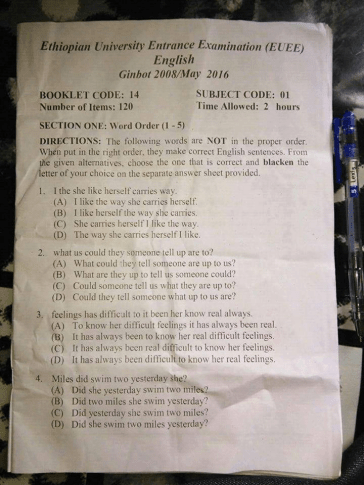 Ethiopian University Entrance Examination (EUEE)
English
Ginbot 2008/May 2016
BOOKLET CODE: 14 SUBJECT CODE: 01
Number of Items: 120 Time Allowed: 2 hours
SECTION ONE: Word Order (1 - 5)
DIRECTIONS: The following words are NOT in the proper order.
When put in the right order, they make correct English sentences. From
the given alternatives, choose the one that is correct and blacken the
letter of your choice on the separate answer sheet provided.
1. I the she like herself carries way.
(A) I like the way she carries herself.
(B) I like herself the way she carries.
(C) She carries herself I like the way.
(D) The way she carries herself I like.
2. what us could they someone tell up are to?
(A) What could they tell someone are up to us?
(B) What are they up to tell us someone could?
(C) Could someone tell us what they are up to?
(D) Could they tell someone what up to us are?
3. feelings has difficult to it been her know real always.
(A) To know her difficult feelings it has always been real.
(B) It has always been to know her real difficult feelings.
(C) It has always been real difficult to know her feelings.
(D) It has always been difficult to know her real feelings.
4. Miles did swim two yesterday she?
(A) Did she yesterday swim two miles?
(B) Did two miles she swim yesterday?
(C) Did yesterday she swim two miles?
(D) Did she swim two miles yesterday?